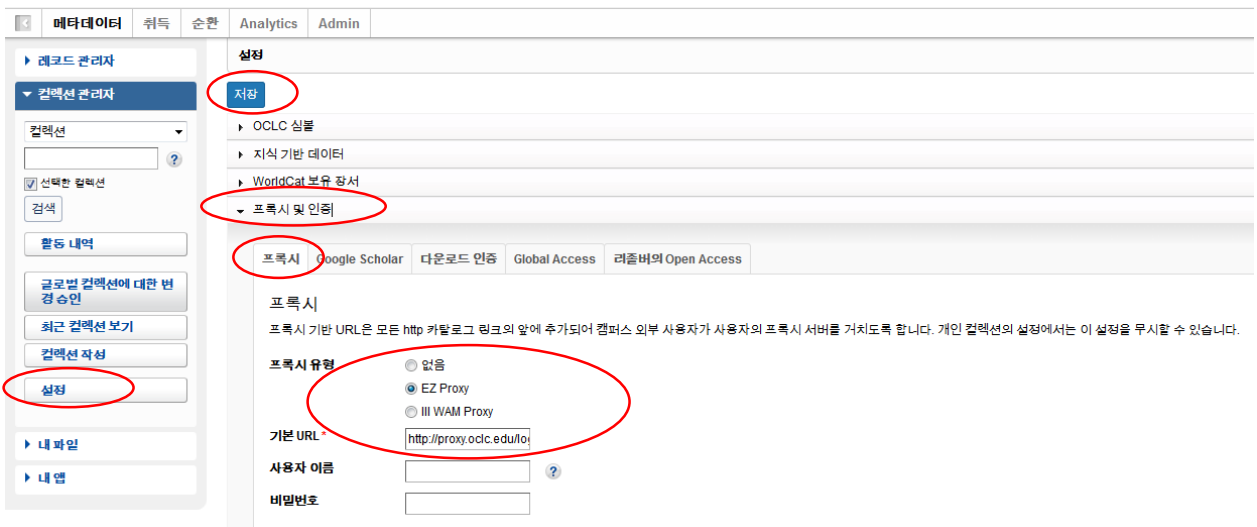 메타데이터 취득 순환 Analytics Admin
레코드 관리자
컬렉션 관리자
컬렉션
?
선택한 컬렉션
검색
활동 내역
글로벌 컬렉션에 대한 변
경 승인
최근 컬렉션 보기
컬렉션 작성
설정
내 파일
내 앱
설정
저장
OCLC 심볼
지식 기반 데이터
WorldCat 보유 장서
프록시 및 인증
프록시 Google Scholar 다운로드 인증 Global Access 리졸버의 Open Access
프록시
프록시 기반 URL은 모든 http 카탈로그 링크의 앞에 추가되어 캠퍼스 외부 사용자가 사용자의 프록시 서버를 거치도록 합니다. 개인 컬렉션의 설정에서는 이 설정을 무시할 수 있습니다.
프록시 유형 없음
EZ Proxy
III WAM Proxy
기본 URL* http://proxy.oclc.edu/log
사용자 이름 ?
비밀번호